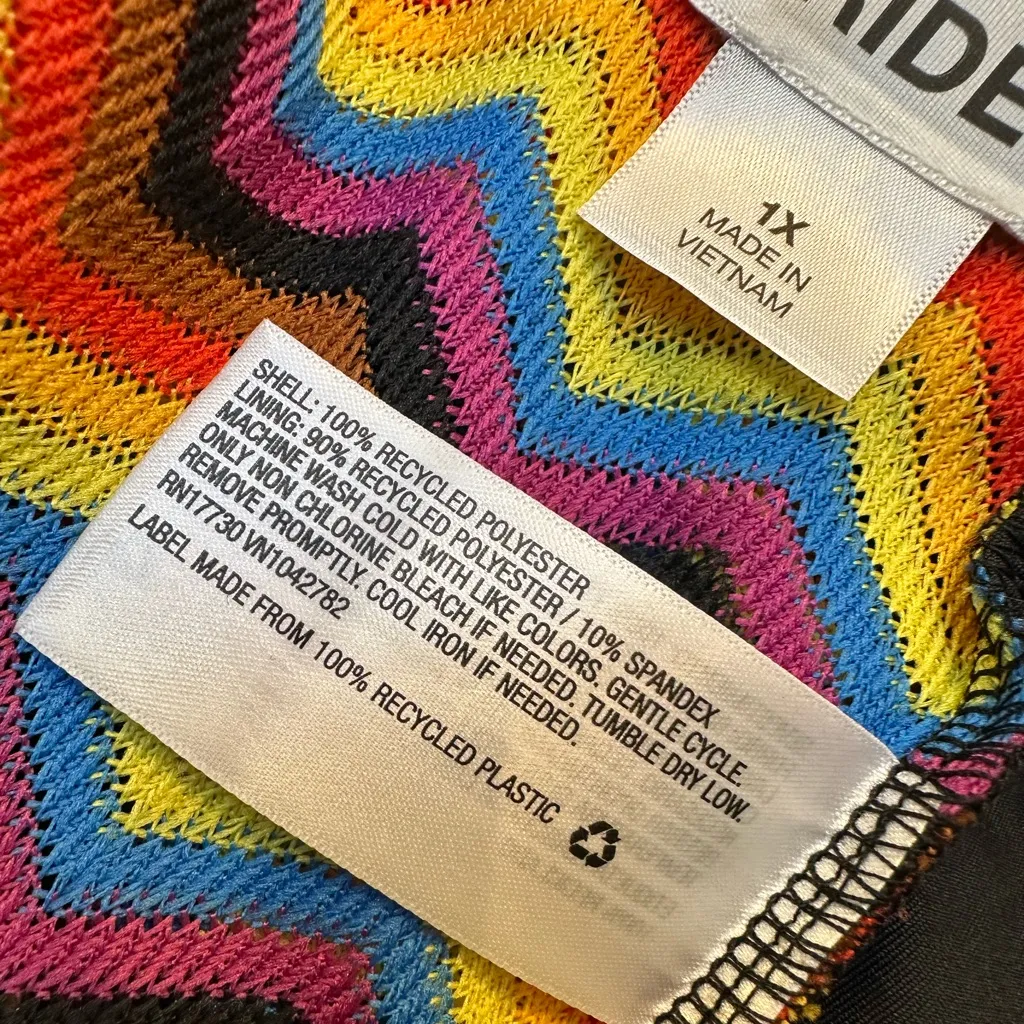 1X
MADE IN
VIETNAM
SHELL: 100% RECYCLED POLYESTER
LINING: 90% RECYCLED POLYESTER / 10% SPANDEX
MACHINE WASH COLD WITH LIKE COLORS. GENTLE CYCLE.
ONLY NON CHLORINE BLEACH IF NEEDED. TUMBLE DRY LOW.
REMOVE PROMPTLY. COOL IRON IF NEEDED.
RN17730 VN1042782
LABEL MADE FROM 100% RECYCLED PLASTIC